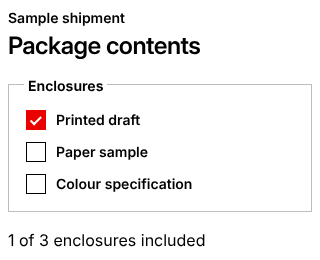 Sample shipment
Package contents
Enclosures
Printed draft
Paper sample
Colour specification
1 of 3 enclosures included